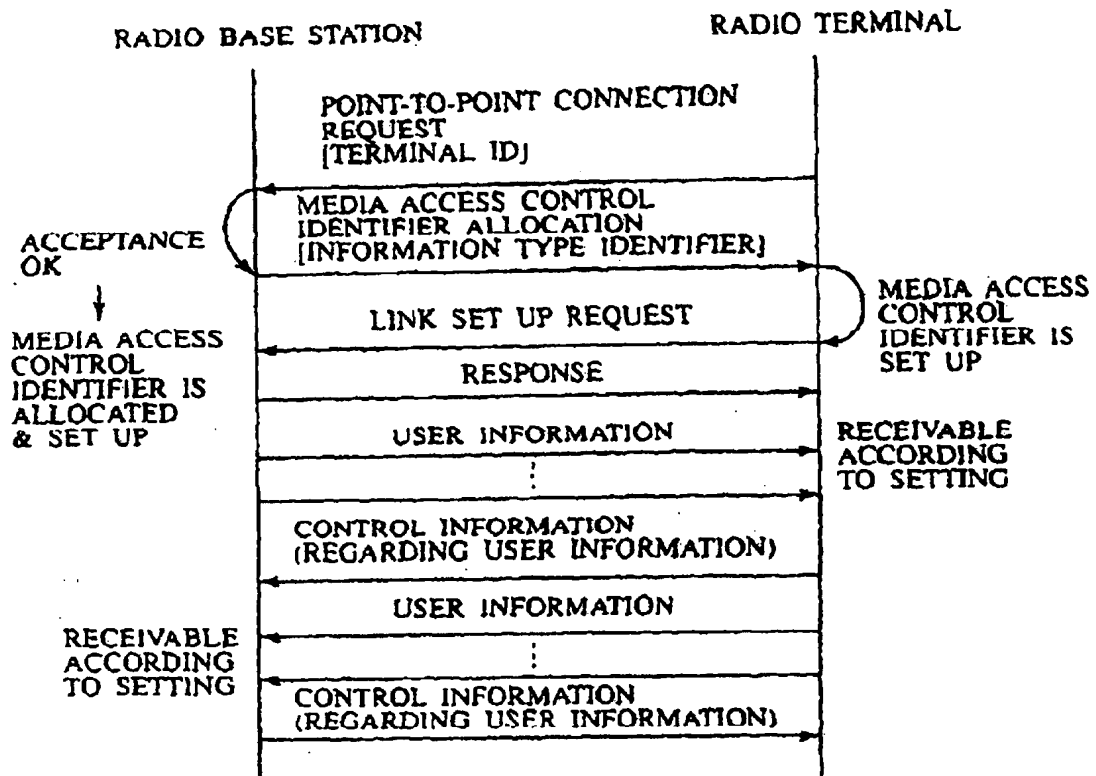 RADIO BASE STATION
RADIO TERMINAL
POINT-TO-POINT CONNECTION
REQUEST
[TERMINAL ID]
MEDIA ACCESS CONTROL
IDENTIFIER ALLOCATION
[INFORMATION TYPE IDENTIFIER]
ACCEPTANCE
OK
MEDIA ACCESS
CONTROL
IDENTIFIER IS
ALLOCATED
& SET UP
LINK SET UP REQUEST
MEDIA ACCESS
CONTROL
IDENTIFIER IS
SET UP
RESPONSE
USER INFORMATION
RECEIVABLE
ACCORDING
TO SETTING
CONTROL INFORMATION
(REGARDING USER INFORMATION)
USER INFORMATION
RECEIVABLE
ACCORDING
TO SETTING
CONTROL INFORMATION
(REGARDING USER INFORMATION)